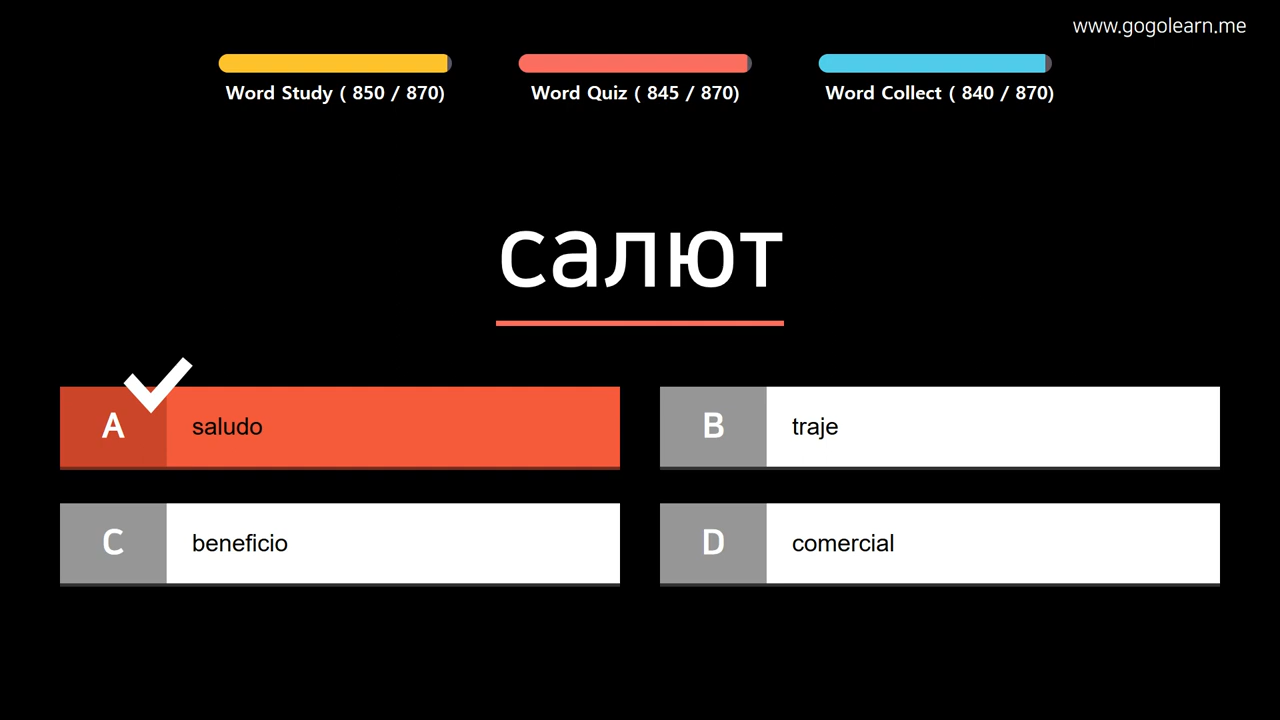 www.gogolearn.me
Word Study ( 850 / 870)
Word Quiz ( 845 / 870)
Word Collect ( 840 / 870)
салют
A saludo
B traje
C beneficio
D comercial